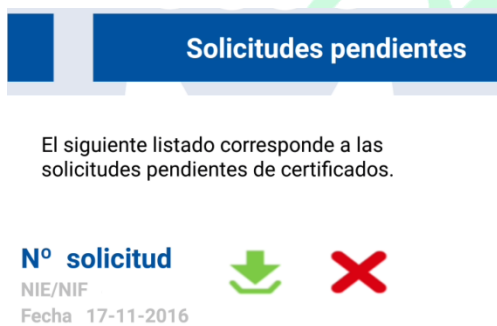 Solicitudes pendientes
El siguiente listado corresponde a las
solicitudes pendientes de certificados.
Nº solicitud
NIE/NIF
Fecha 17-11-2016